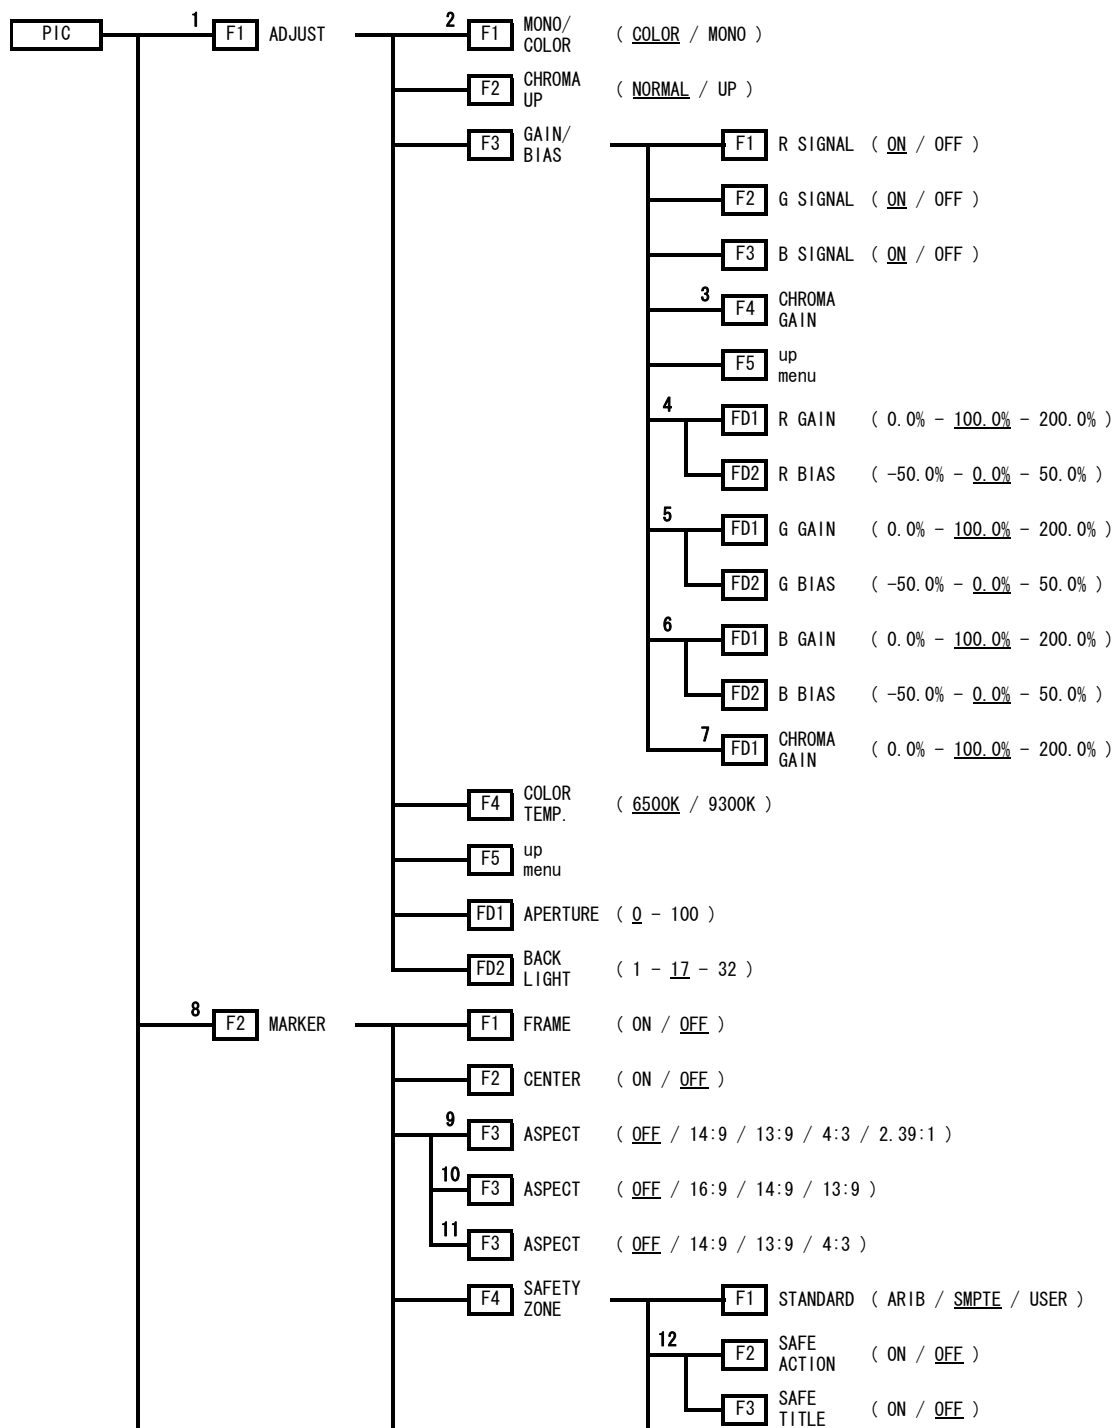 PIC 1 F1 ADJUST 2 F1 MONO/
COLOR ( COLOR / MONO )
F2 CHROMA
UP ( NORMAL / UP )
F3 GAIN/
BIAS
F1 R SIGNAL ( ON / OFF )
F2 G SIGNAL ( ON / OFF )
F3 B SIGNAL ( ON / OFF )
3 F4 CHROMA
GAIN
F5 up
menu
4 FD1 R GAIN ( 0.0% - 100.0% - 200.0% )
FD2 R BIAS ( -50.0% - 0.0% - 50.0% )
5 FD1 G GAIN ( 0.0% - 100.0% - 200.0% )
FD2 G BIAS ( -50.0% - 0.0% - 50.0% )
6 FD1 B GAIN ( 0.0% - 100.0% - 200.0% )
FD2 B BIAS ( -50.0% - 0.0% - 50.0% )
7 FD1 CHROMA
GAIN ( 0.0% - 100.0% - 200.0% )
F4 COLOR
TEMP. ( 6500K / 9300K )
F5 up
menu
FD1 APERTURE ( 0 - 100 )
FD2 BACK
LIGHT ( 1 - 17 - 32 )
8 F2 MARKER F1 FRAME ( ON / OFF )
F2 CENTER ( ON / OFF )
9 F3 ASPECT ( OFF / 14:9 / 13:9 / 4:3 / 2.39:1 )
10 F3 ASPECT ( OFF / 16:9 / 14:9 / 13:9 )
11 F3 ASPECT ( OFF / 14:9 / 13:9 / 4:3 )
F4 SAFETY
ZONE
F1 STANDARD ( ARIB / SMPTE / USER )
12 F2 SAFE
ACTION ( ON / OFF )
F3 SAFE
TITLE ( ON / OFF )